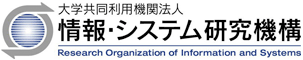 大学共同利用機関法人
情報・システム研究機構
Research Organization of Information and Systems